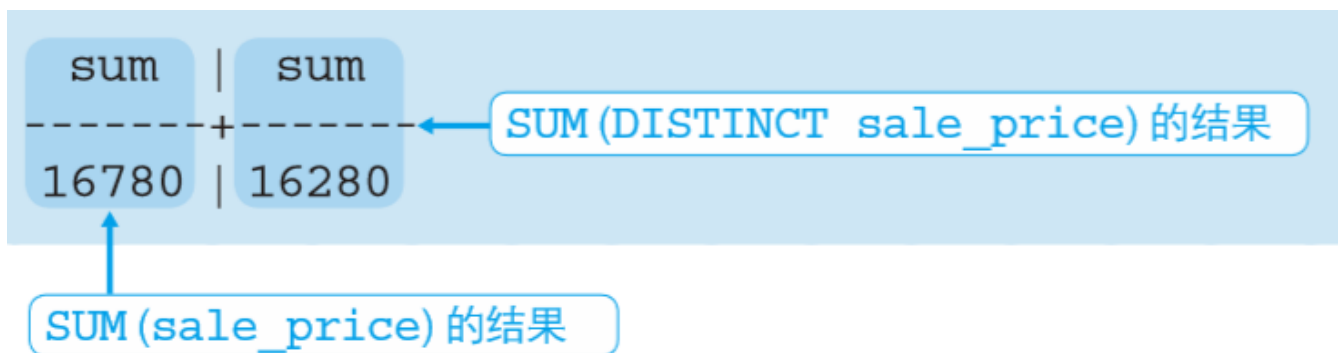 sum | sum
-------+-------
SUM(DISTINCT sale_price)的结果
16780 | 16280
SUM(sale_price)的结果